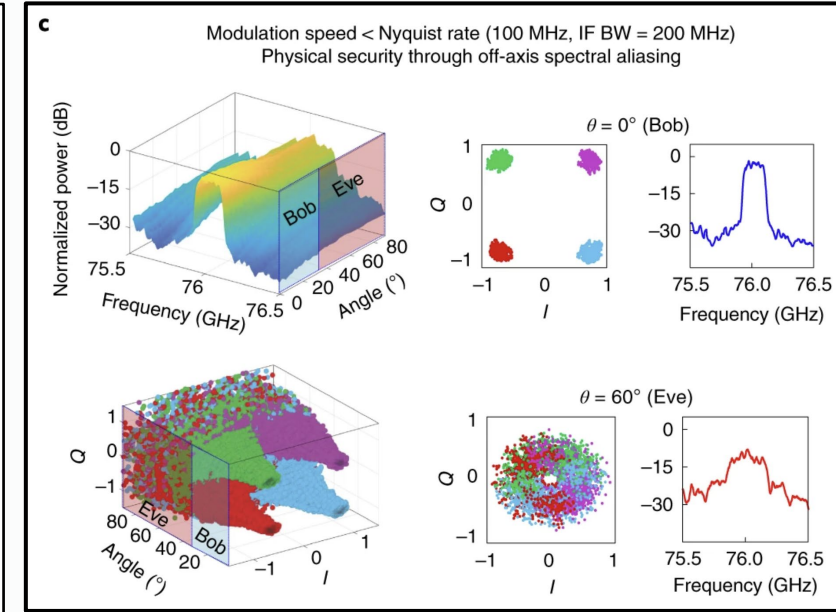 c
Modulation speed < Nyquist rate (100 MHz, IF BW = 200 MHz)
Physical security through off-axis spectral aliasing
Normalized power (dB)
0
−15
−30
75.5
76
76.5
Frequency (GHz)
0
20
40
60
80
Angle (°)
Bob
Eve
θ = 0° (Bob)
Q
1
0
−1
−1
0
1
I
0
−15
−30
75.5
76.0
76.5
Frequency (GHz)
Q
1
0
−1
80
60
40
20
Angle (°)
Eve
Bob
−1
0
1
I
θ = 60° (Eve)
Q
1
0
−1
1
0
1
I
0
−15
−30
75.5
76.0
76.5
Frequency (GHz)